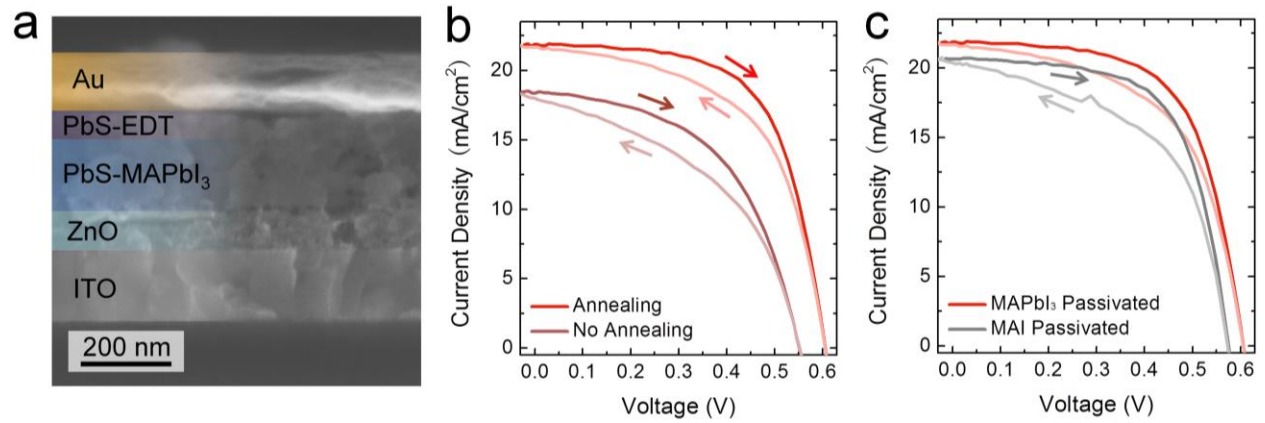 a
Au
PbS-EDT
PbS-MAPbI₃
ZnO
ITO
200 nm
b
Current Density (mA/cm²)
20
15
10
5
0
Annealing
No Annealing
0.0 0.1 0.2 0.3 0.4 0.5 0.6
Voltage (V)
c
Current Density (mA/cm²)
20
15
10
5
0
MAPbI₃ Passivated
MAI Passivated
0.0 0.1 0.2 0.3 0.4 0.5 0.6
Voltage (V)